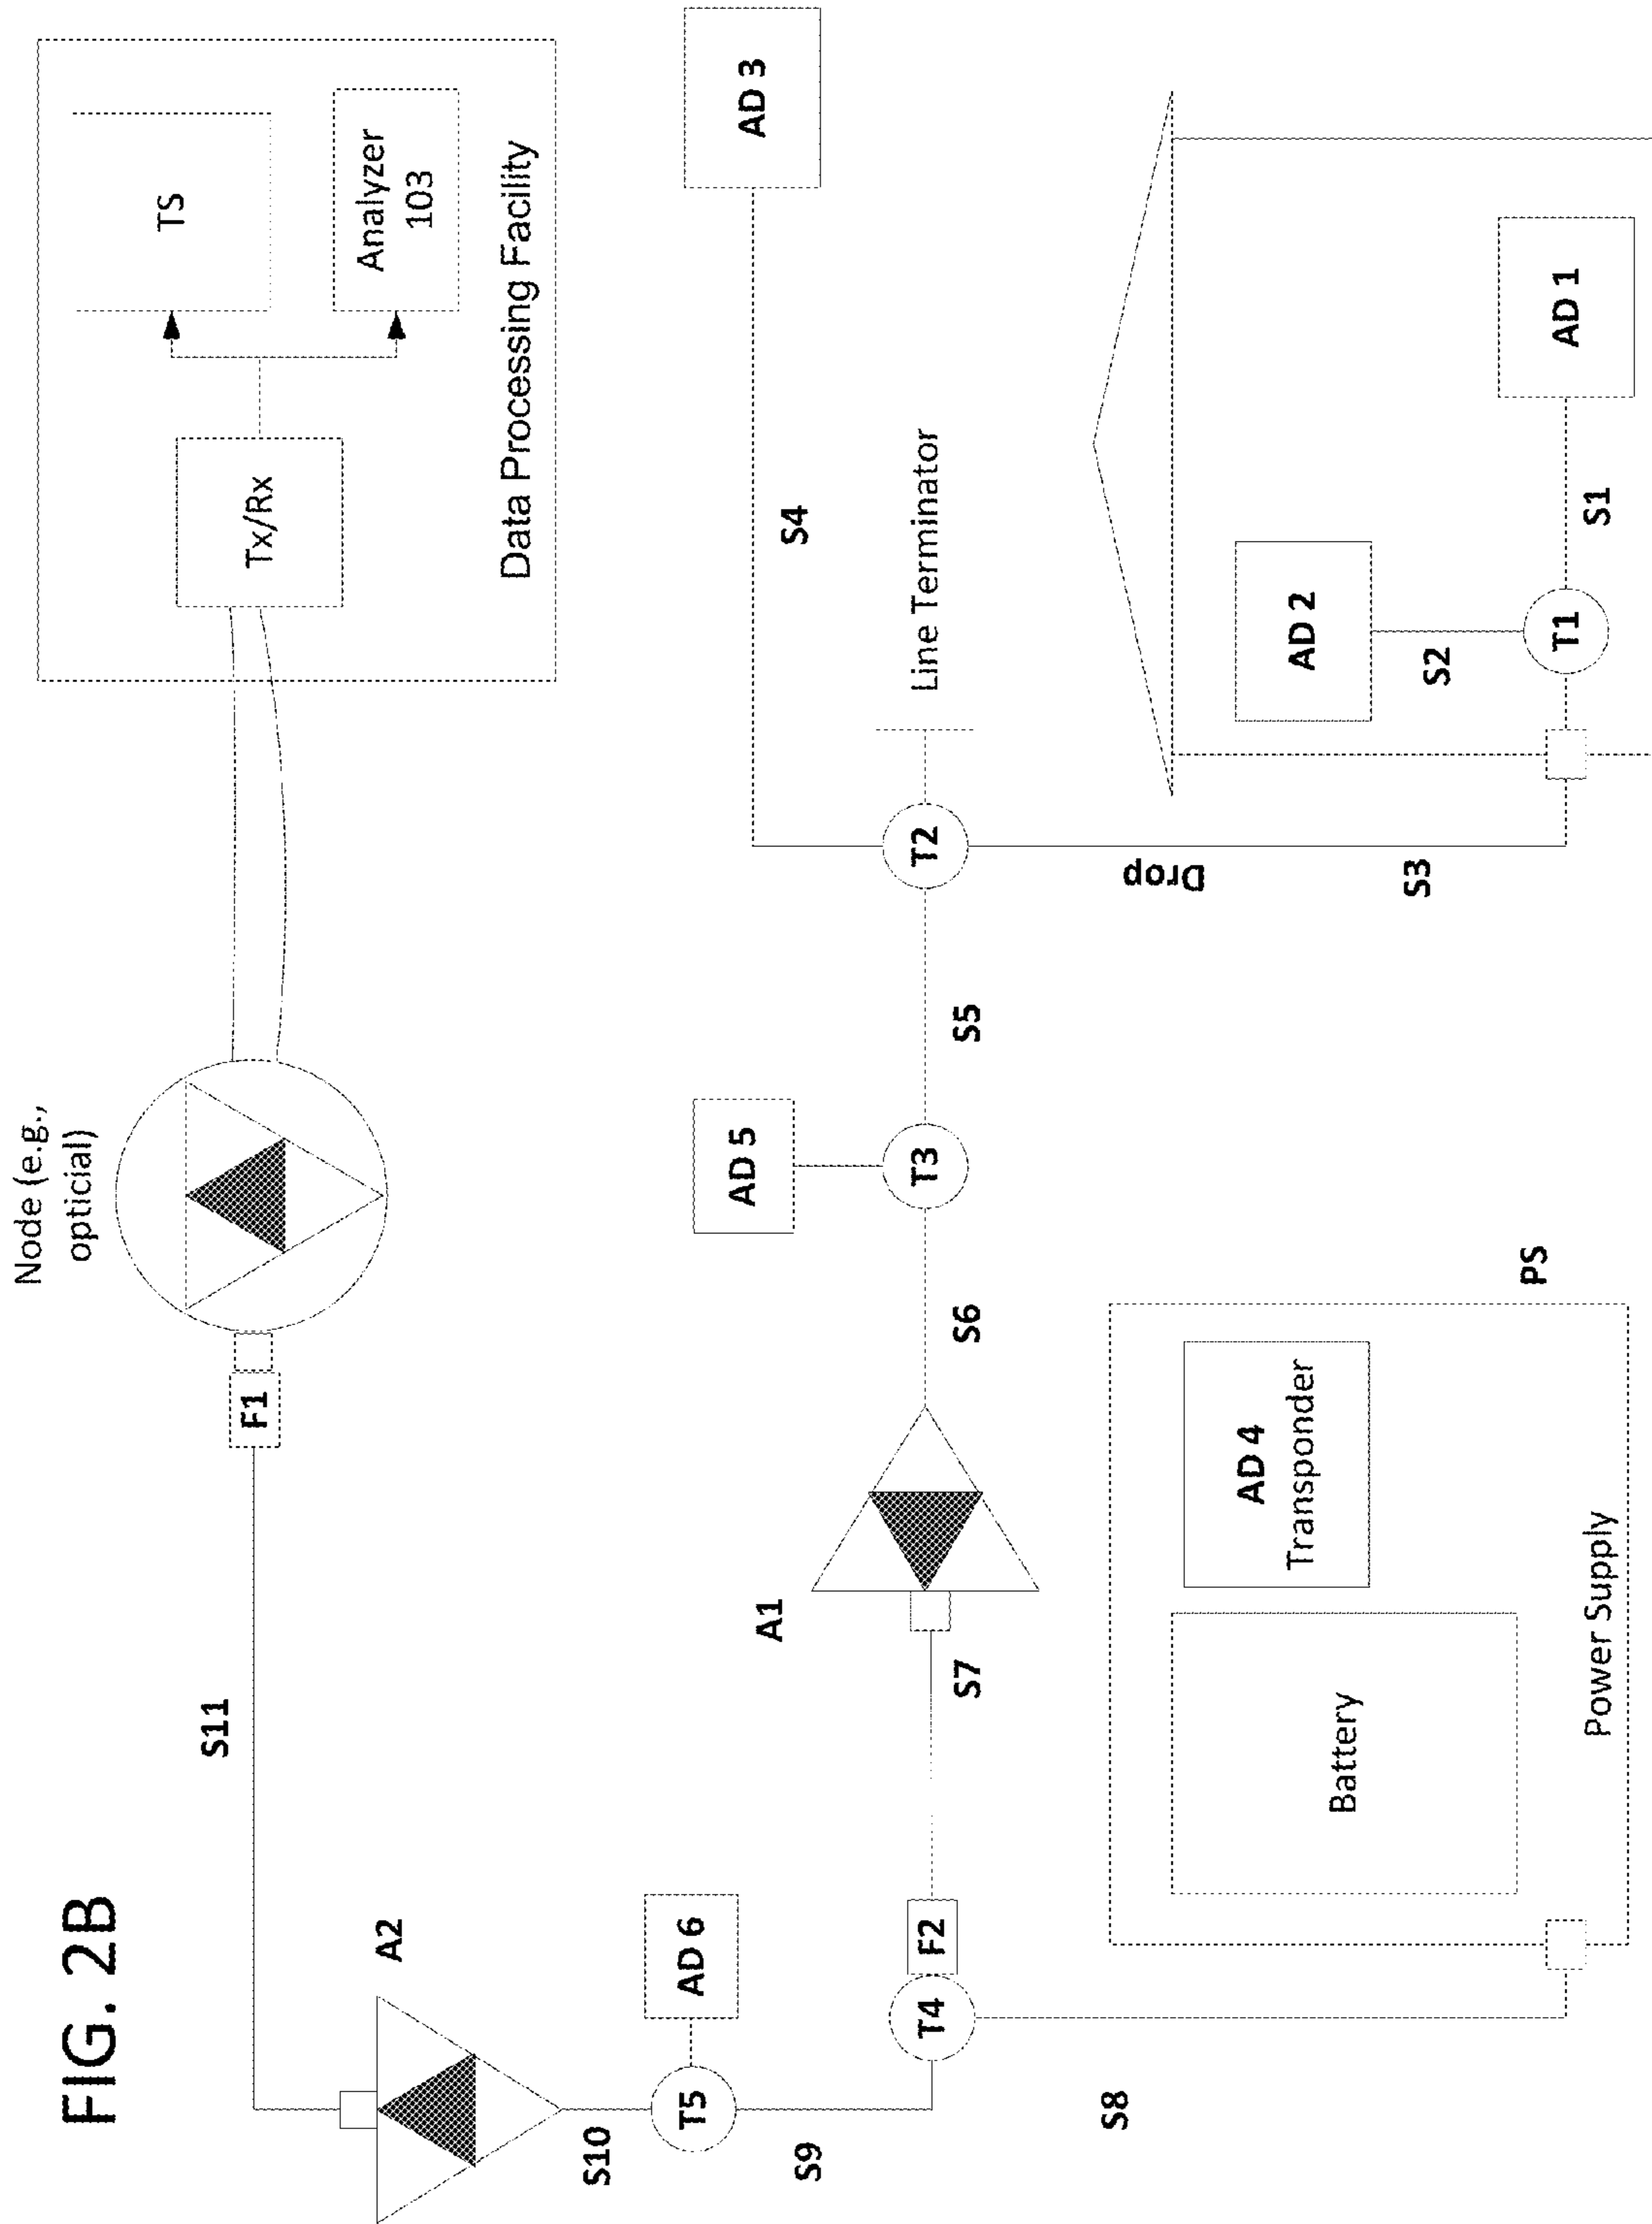 FIG. 2B
Node (e.g.,
opticial)
F1
S11
A2
S10
T5
AD 6
S9
T4
F2
S8
S7
A1
S6
T3
AD 5
S5
T2
Line Terminator
S4
AD 3
Drop
S3
T1
S2
AD 2
S1
AD 1
TS
Analyzer
103
Tx/Rx
Data Processing Facility
PS
AD 4
Transponder
Battery
Power Supply